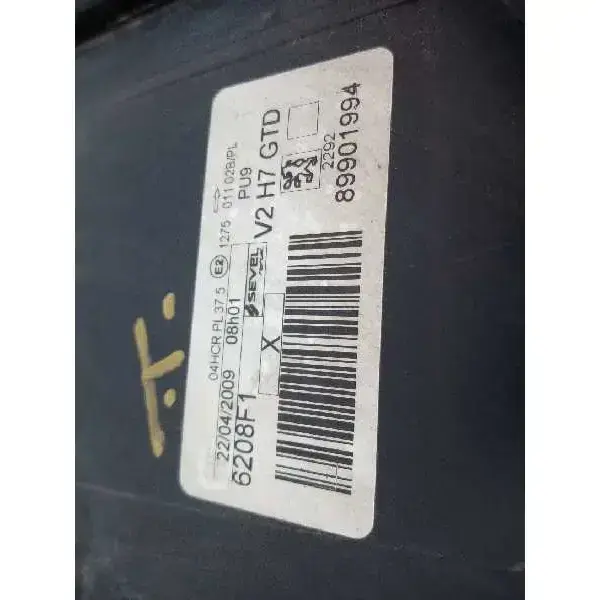 04HCR PL 37.5 E2 1275 011 028/PL
22/04/2009 08h01 PU9
6208F1 SEVEL V2 H7 GTD
X
2292
89901994